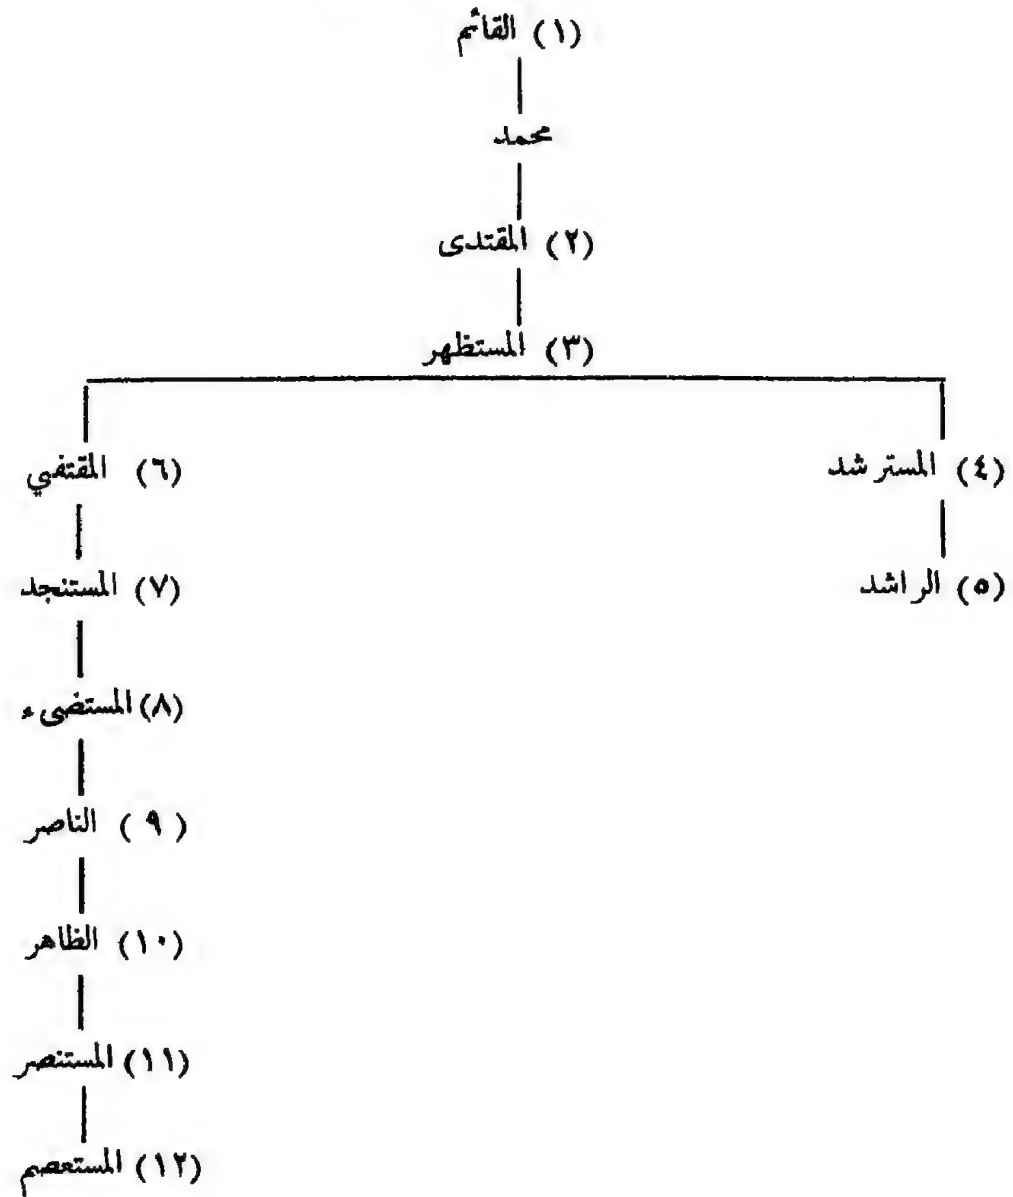 (١) القائم
محمد
(٢) المقتدى
(٣) المستظهر
(٤) المسترشد
(٦) المقتفي
(٥) الراشد
(٧) المستنجد
(٨) المستضىء
(٩) الناصر
(١٠) الظاهر
(١١) المستنصر
(١٢) المستعصم